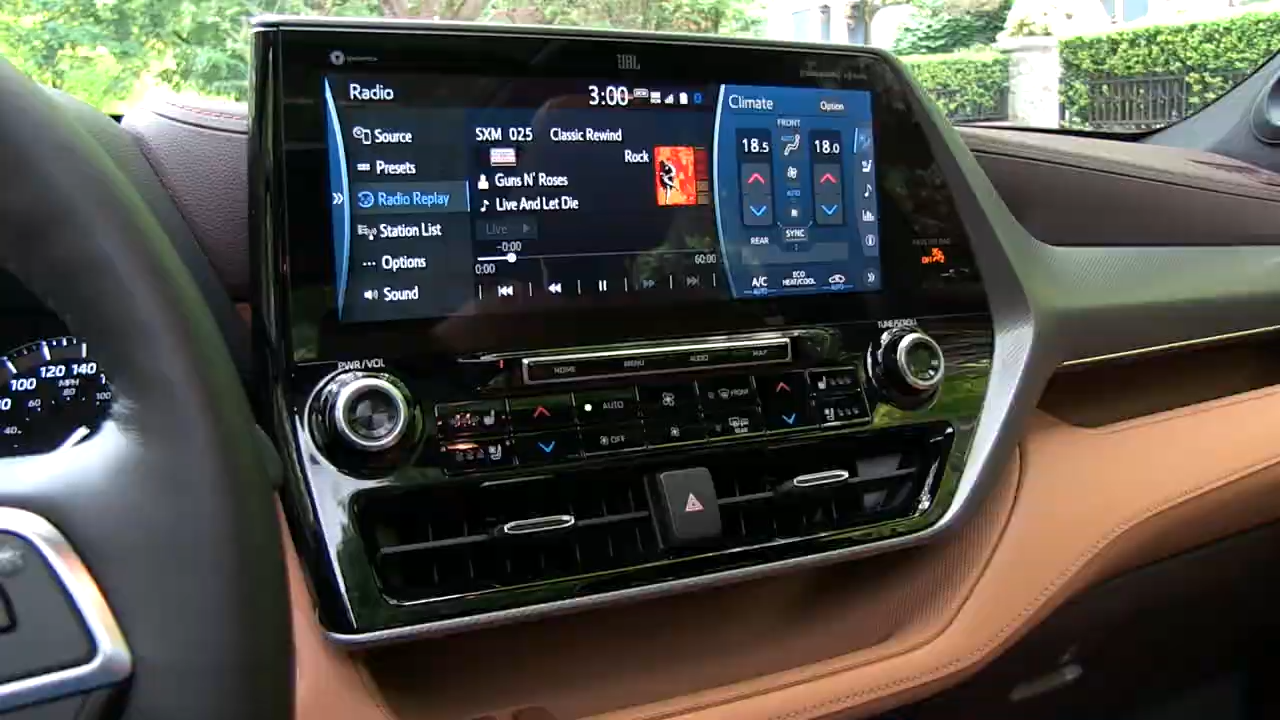 JBL
Radio
3:00
Source
Presets
Radio Replay
Station List
Options
Sound
SXM 025 Classic Rewind
Rock
Guns N' Roses
Live And Let Die
Live
-0:00
0:00
60:00
Climate
Option
FRONT
18.5
18.0
AUTO
REAR
SYNC
A/C
AUTO
ECO
HEAT/COOL
AUTO
PWR/VOL
TUNE/SCROLL
HOME
MENU
AUDIO
MAP
AUTO
OFF
FRONT
REAR
100
120
140
MPH
80
60
100
40